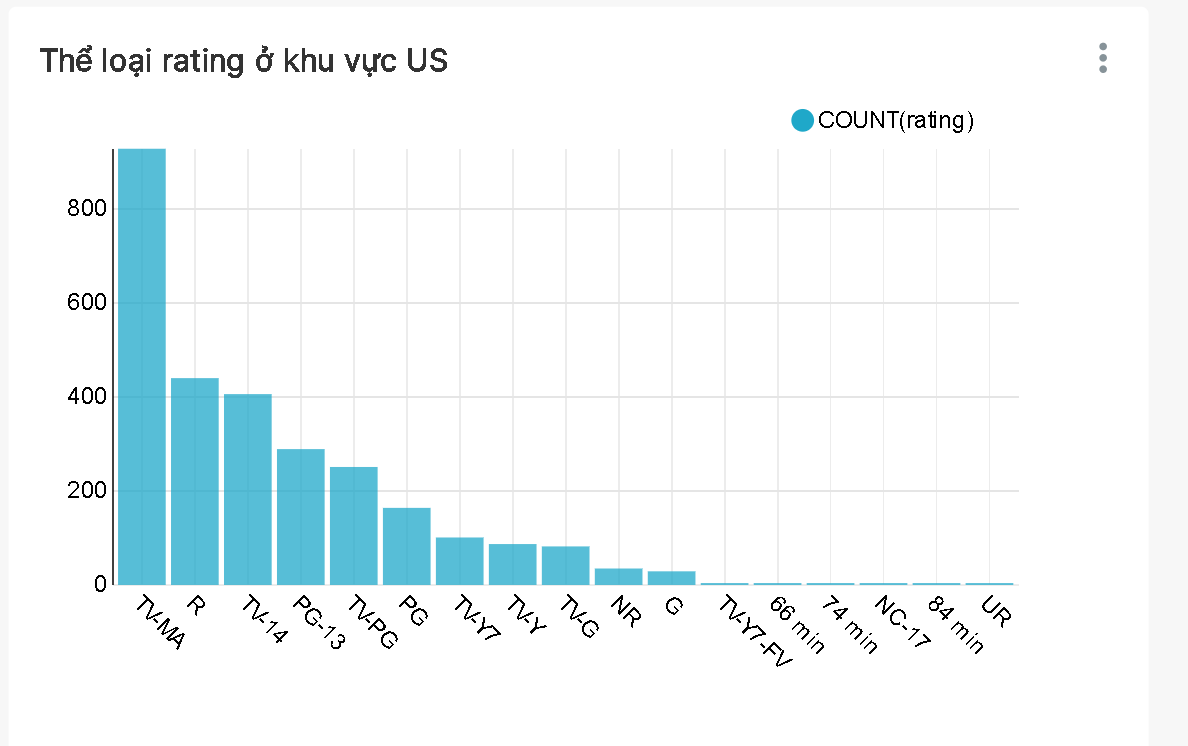 Thể loại rating ở khu vực US
COUNT(rating)
800
600
400
200
0
TV-MA
R
TV-14
PG-13
TV-PG
PG
TV-Y7
TV-Y
TV-G
NR
G
TV-Y7-FV
66 min
74 min
NC-17
84 min
UR